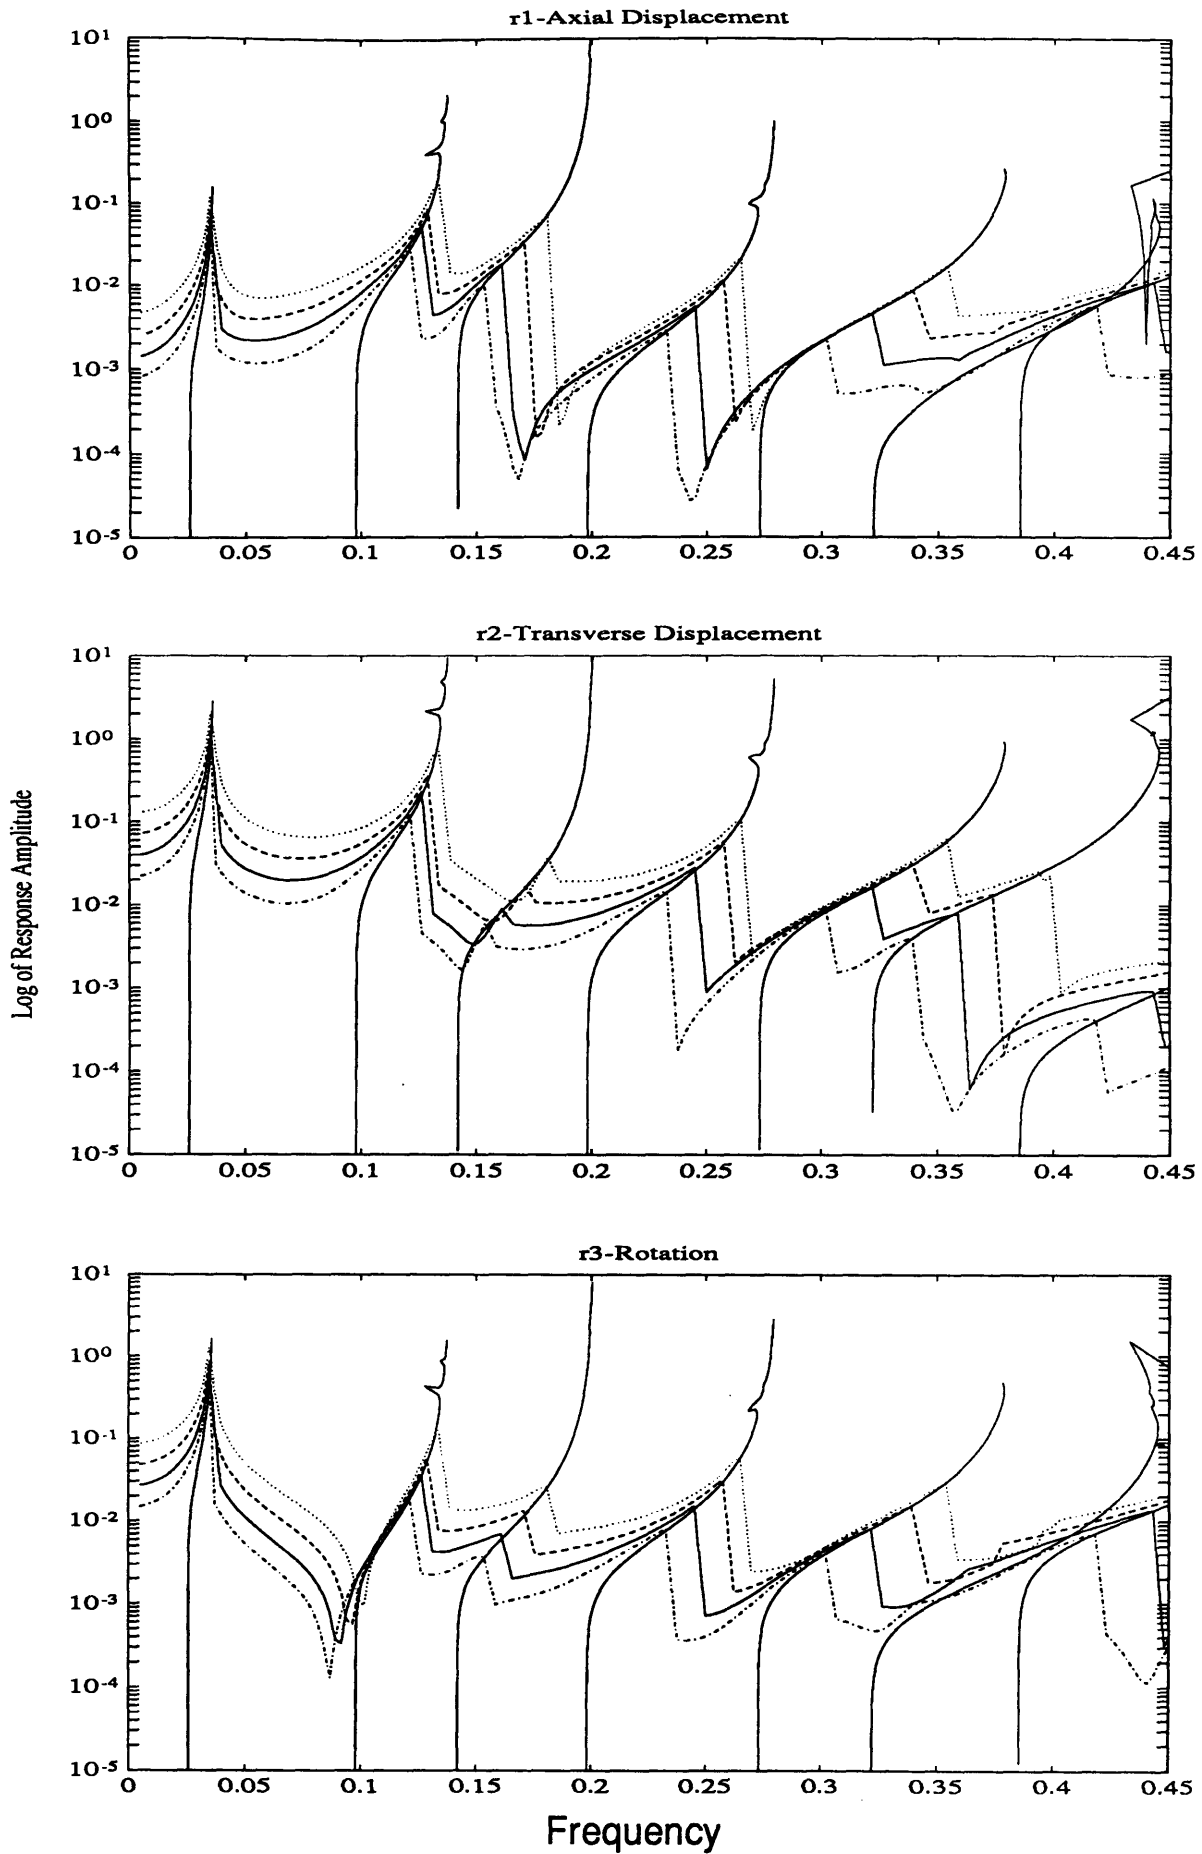 r1-Axial Displacement
10¹
10⁰
10⁻¹
10⁻²
10⁻³
10⁻⁴
10⁻⁵
0 0.05 0.1 0.15 0.2 0.25 0.3 0.35 0.4 0.45
r2-Transverse Displacement
Log of Response Amplitude
10¹
10⁰
10⁻¹
10⁻²
10⁻³
10⁻⁴
10⁻⁵
0 0.05 0.1 0.15 0.2 0.25 0.3 0.35 0.4 0.45
r3-Rotation
10¹
10⁰
10⁻¹
10⁻²
10⁻³
10⁻⁴
10⁻⁵
0 0.05 0.1 0.15 0.2 0.25 0.3 0.35 0.4 0.45
Frequency